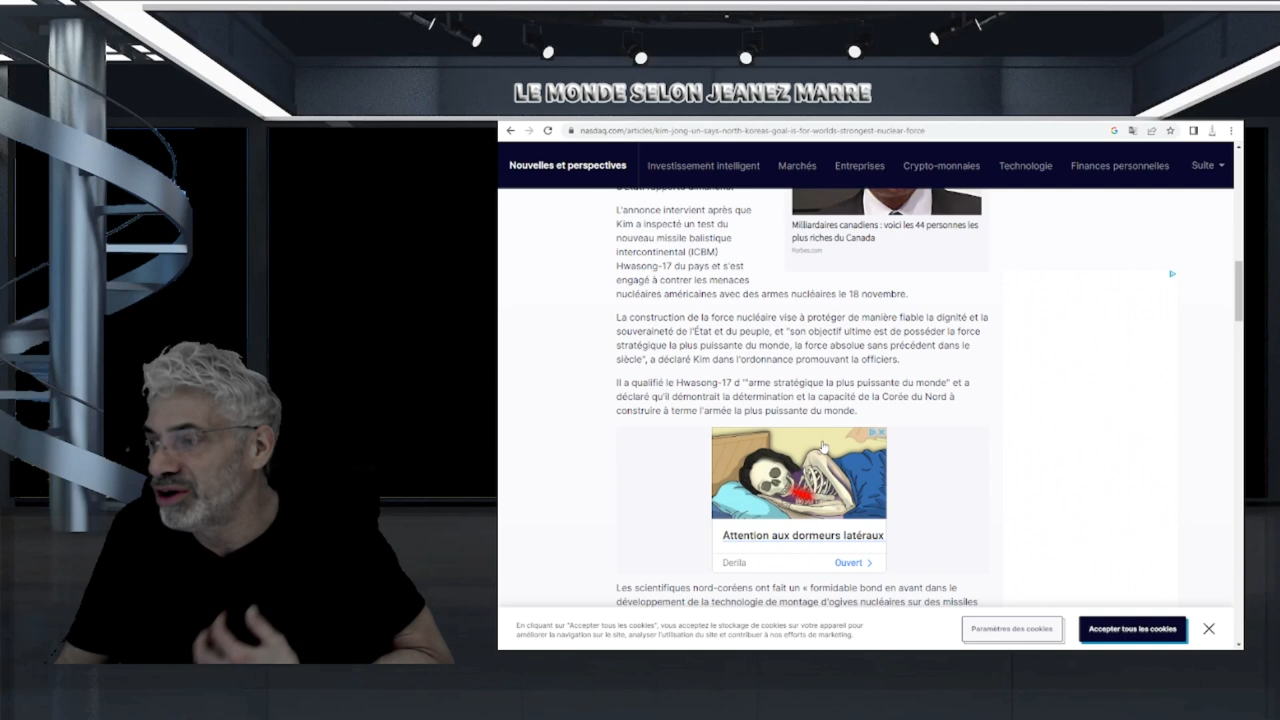 LE MONDE SELON JEANEZ MARRE
nasdaq.com/articles/kim-jong-un-says-north-koreas-goal-is-for-worlds-strongest-nuclear-force
Nouvelles et perspectives
Investissement intelligent
Marchés
Entreprises
Crypto-monnaies
Technologie
Finances personnelles
Suite
d'État rapporté dimanche.
L'annonce intervient après que
Kim a inspecté un test du
nouveau missile balistique
intercontinental (ICBM)
Hwasong-17 du pays et s'est
engagé à contrer les menaces
nucléaires américaines avec des armes nucléaires le 18 novembre.
Milliardaires canadiens : voici les 44 personnes les
plus riches du Canada
Forbes.com
La construction de la force nucléaire vise à protéger de manière fiable la dignité et la
souveraineté de l'État et du peuple, et "son objectif ultime est de posséder la force
stratégique la plus puissante du monde, la force absolue sans précédent dans le
siècle", a déclaré Kim dans l'ordonnance promouvant la officiers.
Il a qualifié le Hwasong-17 d '"arme stratégique la plus puissante du monde" et a
déclaré qu'il démontrait la détermination et la capacité de la Corée du Nord à
construire à terme l'armée la plus puissante du monde.
Attention aux dormeurs latéraux
Derila
Ouvert >
Les scientifiques nord-coréens ont fait un « formidable bond en avant dans le
développement de la technologie de montage d'ogives nucléaires sur des missiles
En cliquant sur "Accepter tous les cookies", vous acceptez le stockage de cookies sur votre appareil pour
améliorer la navigation sur le site, analyser l'utilisation du site et contribuer à nos efforts de marketing.
Paramètres des cookies
Accepter tous les cookies